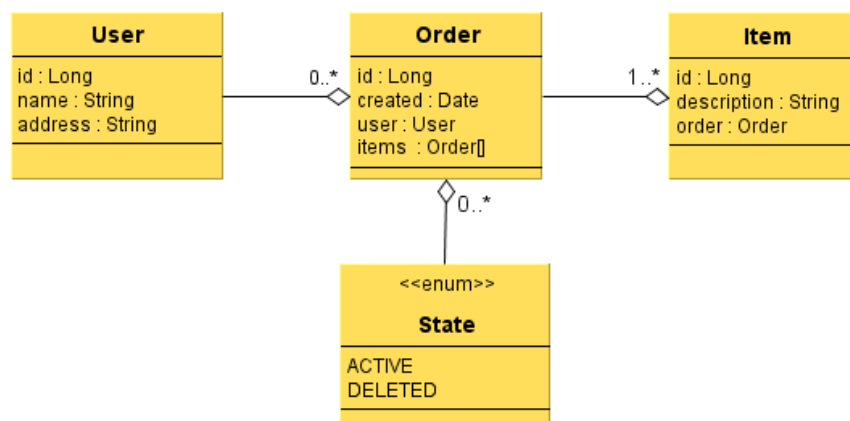 User
id : Long
name : String
address : String
0..*
Order
id : Long
created : Date
user : User
items : Order[]
1..*
Item
id : Long
description : String
order : Order
0..*
<<enum>>
State
ACTIVE
DELETED